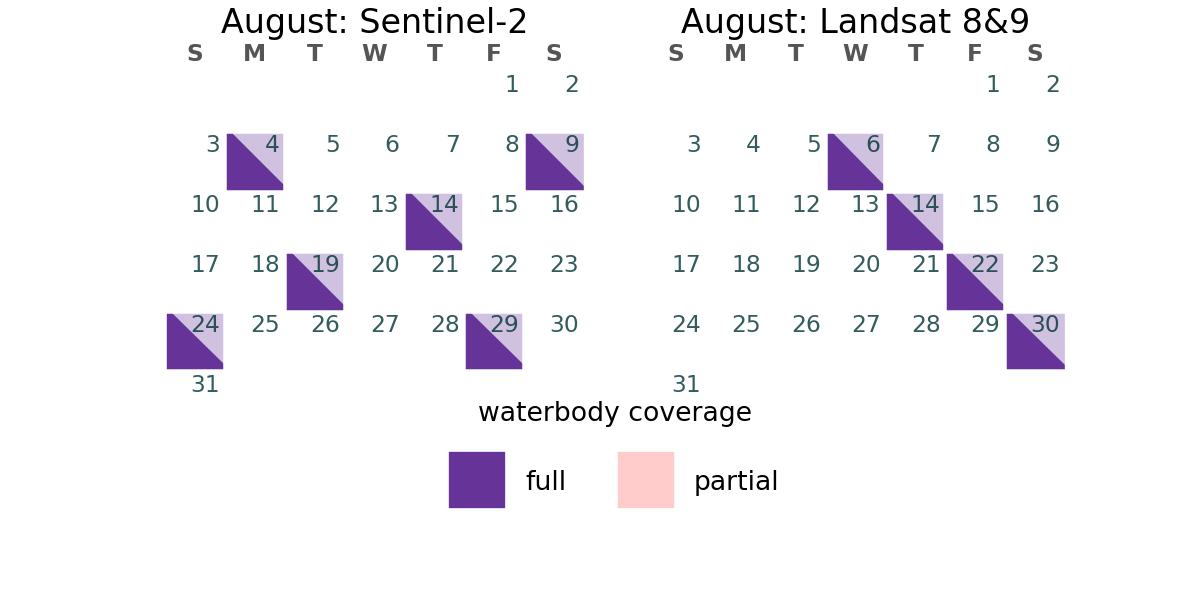 August: Sentinel-2
S M T W T F S
1 2
3 4 5 6 7 8 9
10 11 12 13 14 15 16
17 18 19 20 21 22 23
24 25 26 27 28 29 30
31
August: Landsat 8&9
S M T W T F S
1 2
3 4 5 6 7 8 9
10 11 12 13 14 15 16
17 18 19 20 21 22 23
24 25 26 27 28 29 30
31
waterbody coverage
full partial